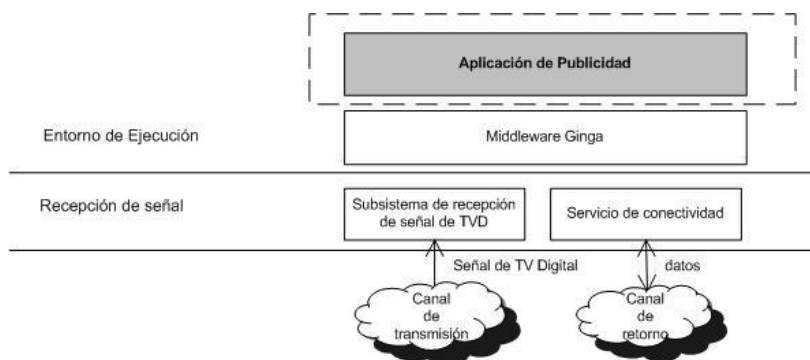 Aplicación de Publicidad
Entorno de Ejecución
Middleware Ginga
Recepción de señal
Subsistema de recepción
de señal de TVD
Servicio de conectividad
Señal de TV Digital
datos
Canal
de
transmisión
Canal
de
retorno